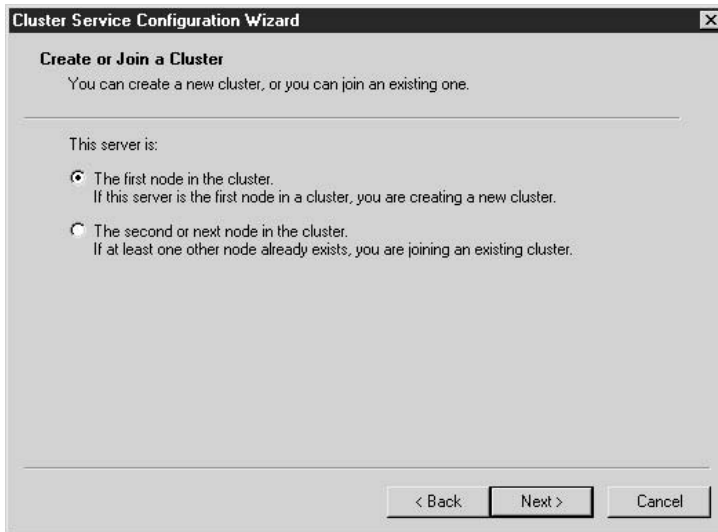 Cluster Service Configuration Wizard
Create or Join a Cluster
You can create a new cluster, or you can join an existing one.
This server is:
The first node in the cluster.
If this server is the first node in a cluster, you are creating a new cluster.
The second or next node in the cluster.
If at least one other node already exists, you are joining an existing cluster.
< Back Next > Cancel